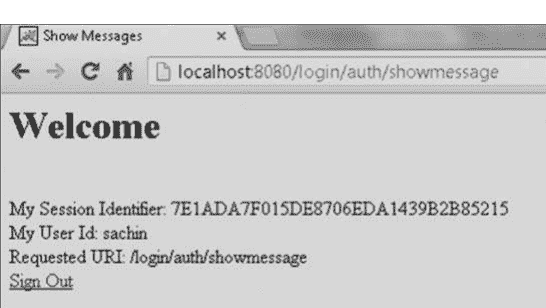 Show Messages
localhost:8080/login/auth/showmessage
Welcome
My Session Identifier: 7E1ADA7F015DE8706EDA1439B2B85215
My User Id: sachin
Requested URI: /login/auth/showmessage
Sign Out